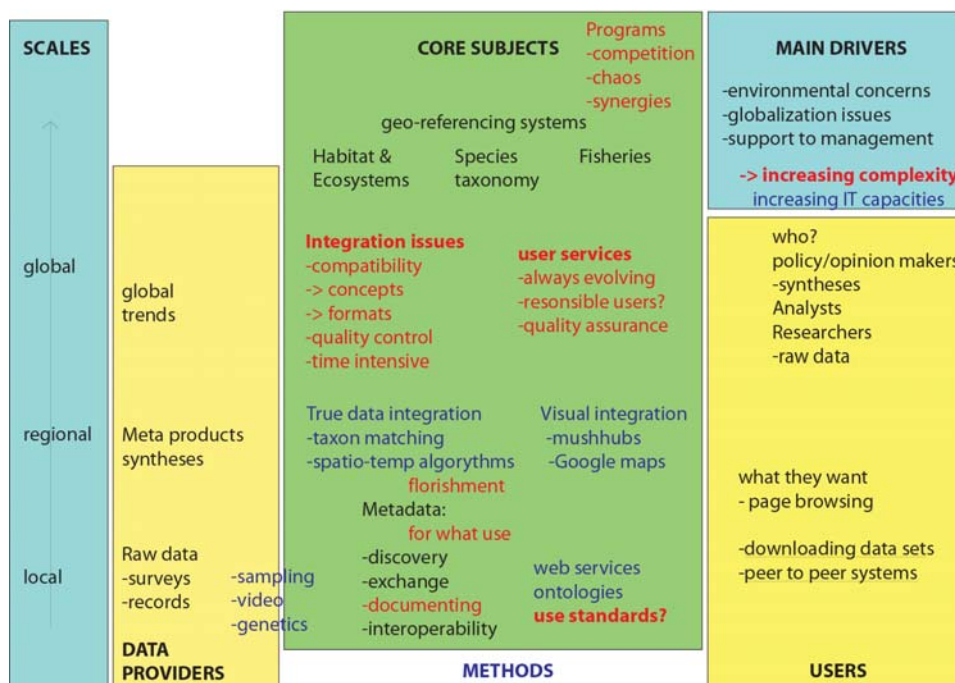 SCALES
global
regional
local
global
trends
Meta products
syntheses
Raw data
-surveys
-records
-sampling
-video
-genetics
DATA
PROVIDERS
CORE SUBJECTS
Programs
-competition
-chaos
-synergies
geo-referencing systems
Habitat &
Ecosystems
Species
taxonomy
Fisheries
Integration issues
-compatibility
-> concepts
-> formats
-quality control
-time intensive
user services
-always evolving
-resonsible users?
-quality assurance
True data integration
-taxon matching
-spatio-temp algorythms
florishment
Visual integration
-mushhubs
-Google maps
Metadata:
for what use
-discovery
-exchange
-documenting
-interoperability
web services
ontologies
use standards?
METHODS
MAIN DRIVERS
-environmental concerns
-globalization issues
-support to management
-> increasing complexity
increasing IT capacities
who?
policy/opinion makers
-syntheses
Analysts
Researchers
-raw data
what they want
- page browsing
-downloading data sets
-peer to peer systems
USERS